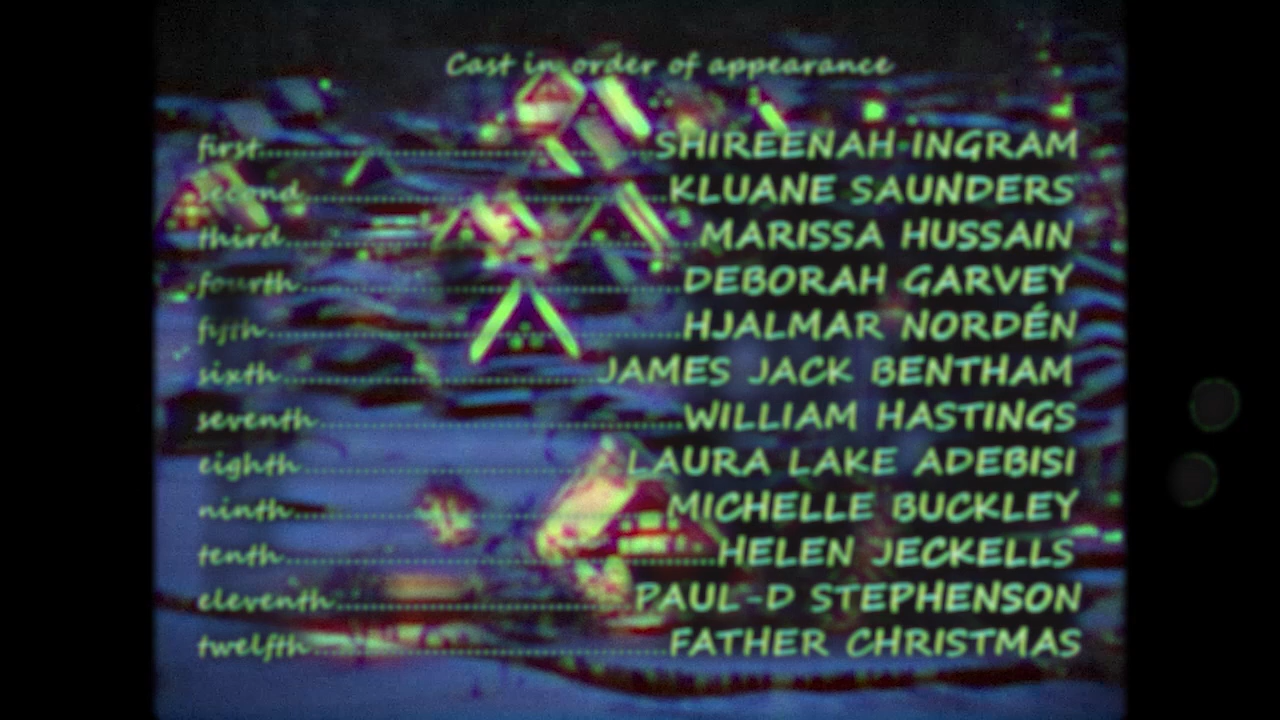 Cast in order of appearance
first..............................SHIREENAH INGRAM
second..............................KLUANE SAUNDERS
third..............................MARISSA HUSSAIN
fourth..............................DEBORAH GARVEY
fifth..............................HJALMAR NORDÉN
sixth..............................JAMES JACK BENTHAM
seventh..............................WILLIAM HASTINGS
eighth..............................LAURA LAKE ADEBISI
ninth..............................MICHELLE BUCKLEY
tenth..............................HELEN JECKELLS
eleventh..............................PAUL-D STEPHENSON
twelfth..............................FATHER CHRISTMAS